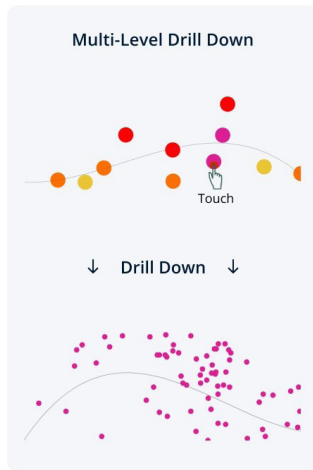 Multi-Level Drill Down
Touch
↓ Drill Down ↓